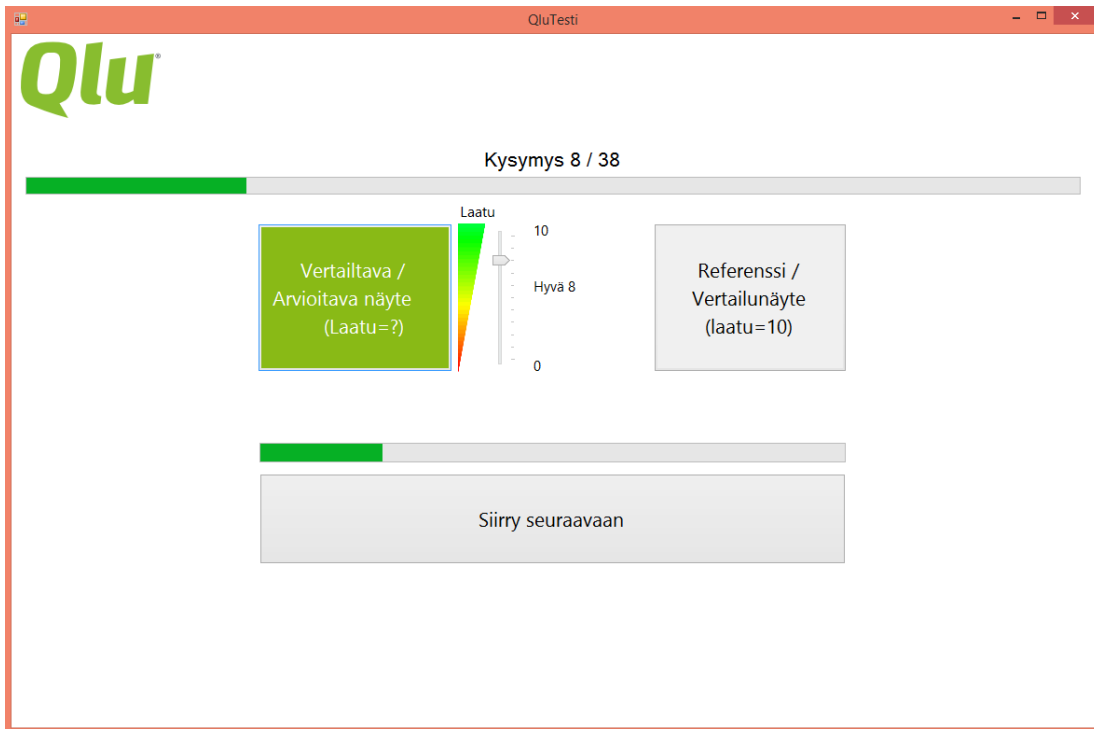 QluTesti
Qlu®
Kysymys 8 / 38
Laatu
10
Vertailtava /
Arvioitava näyte
(Laatu=?)
Hyvä 8
0
Referenssi /
Vertailunäyte
(laatu=10)
Siirry seuraavaan